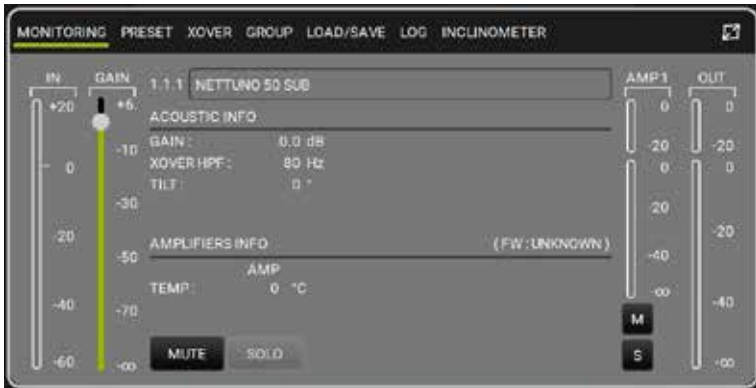 MONITORING PRESET XOVER GROUP LOAD/SAVE LOG INCLINOMETER
IN GAIN 1.1.1 NETTUNO 50 SUB AMP1 OUT
+20 +6 0 0
ACOUSTIC INFO
GAIN : 0.0 dB
-10 -20 -20
XOVER HPF : 80 Hz
0 0 0
TILT : 0 °
-30 -20
-20 -20
AMPLIFIERS INFO (FW : UNKNOWN)
-50 -40
AMP
TEMP : 0 °C
-∞
-40 -70 -40
M
MUTE SOLO S
-60 -∞ -∞